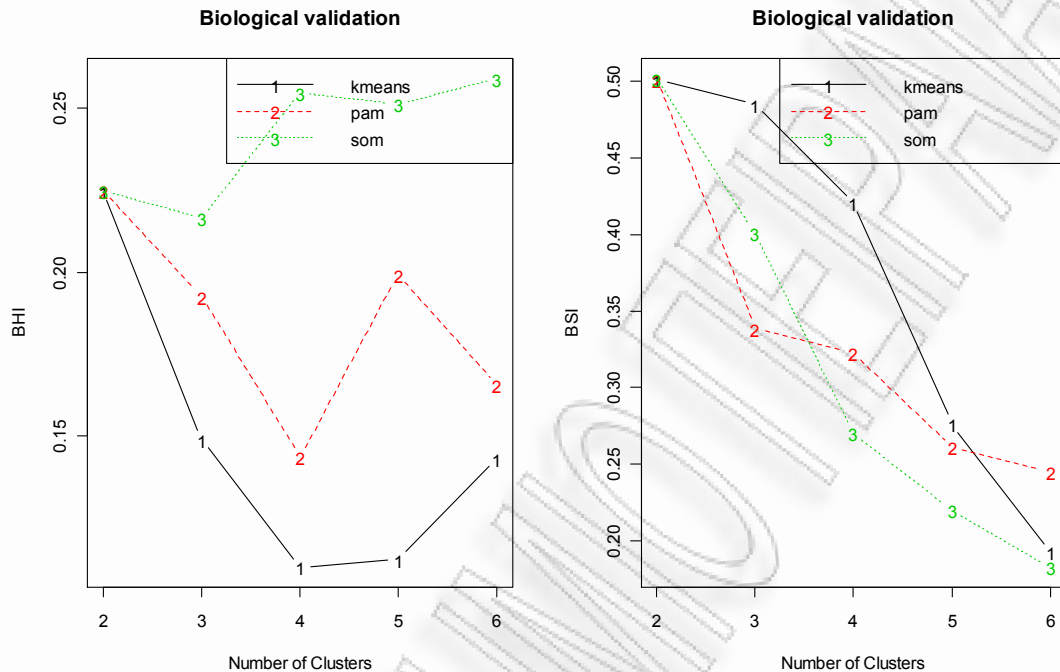 Biological validation
1 kmeans
2 pam
3 som
BHI
0.25
0.20
0.15
2 3 4 5 6
Number of Clusters
Biological validation
1 kmeans
2 pam
3 som
BSI
0.50
0.45
0.40
0.35
0.30
0.25
0.20
2 3 4 5 6
Number of Clusters